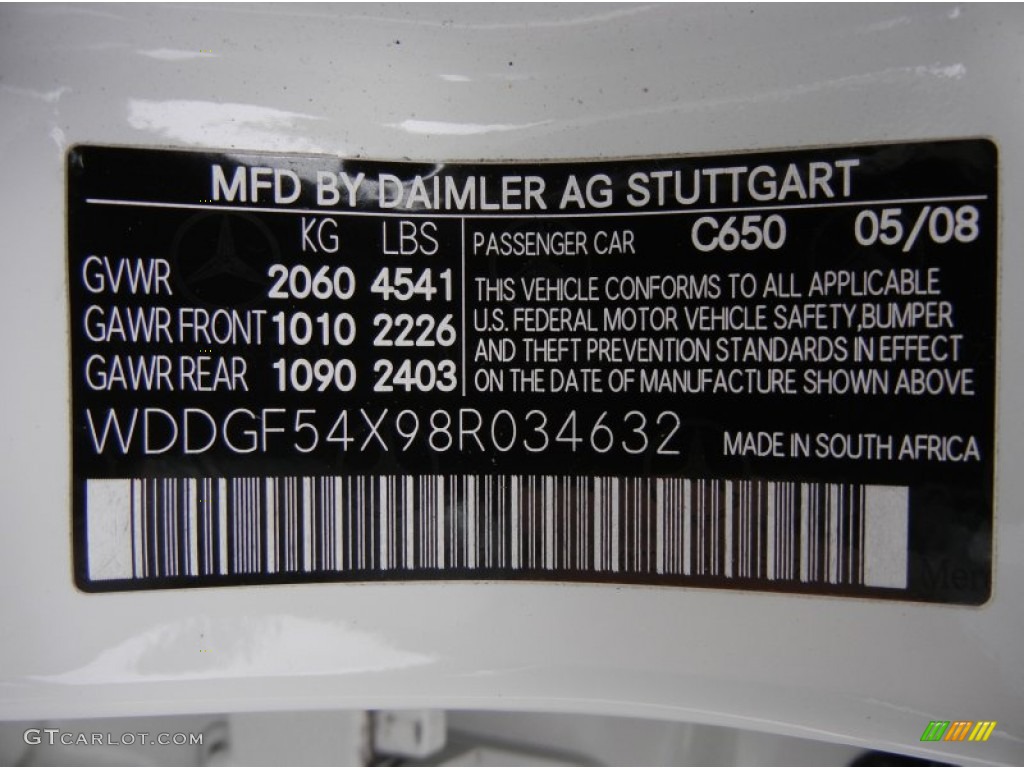 MFD BY DAIMLER AG STUTTGART
KG LBS
GVWR 2060 4541
GAWR FRONT 1010 2226
GAWR REAR 1090 2403
PASSENGER CAR C650 05/08
THIS VEHICLE CONFORMS TO ALL APPLICABLE
U.S. FEDERAL MOTOR VEHICLE SAFETY,BUMPER
AND THEFT PREVENTION STANDARDS IN EFFECT
ON THE DATE OF MANUFACTURE SHOWN ABOVE
WDDGF54X98R034632 MADE IN SOUTH AFRICA
GTCARLOT.COM